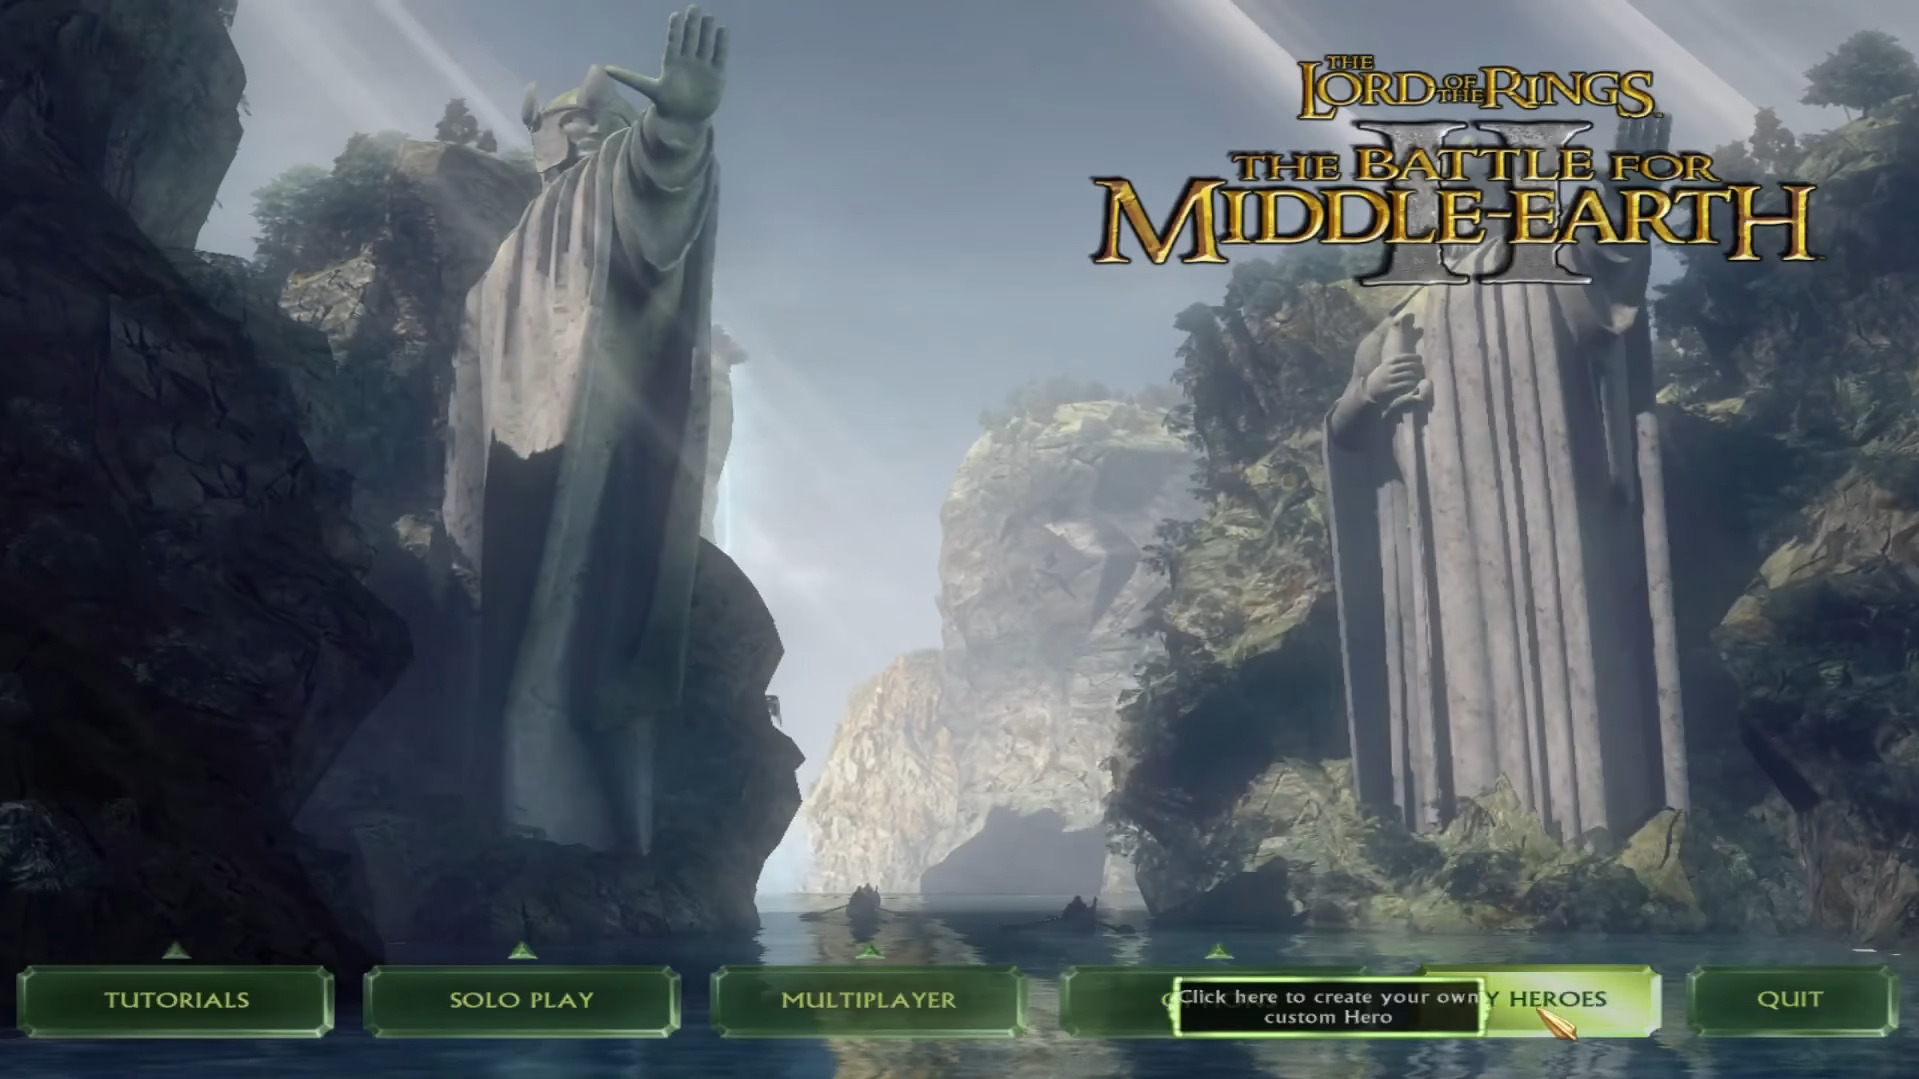 THE
LORD OF THE RINGS
II
THE BATTLE FOR
MIDDLE-EARTH
TUTORIALS
SOLO PLAY
MULTIPLAYER
Click here to create your own
custom Hero
Y HEROES
QUIT